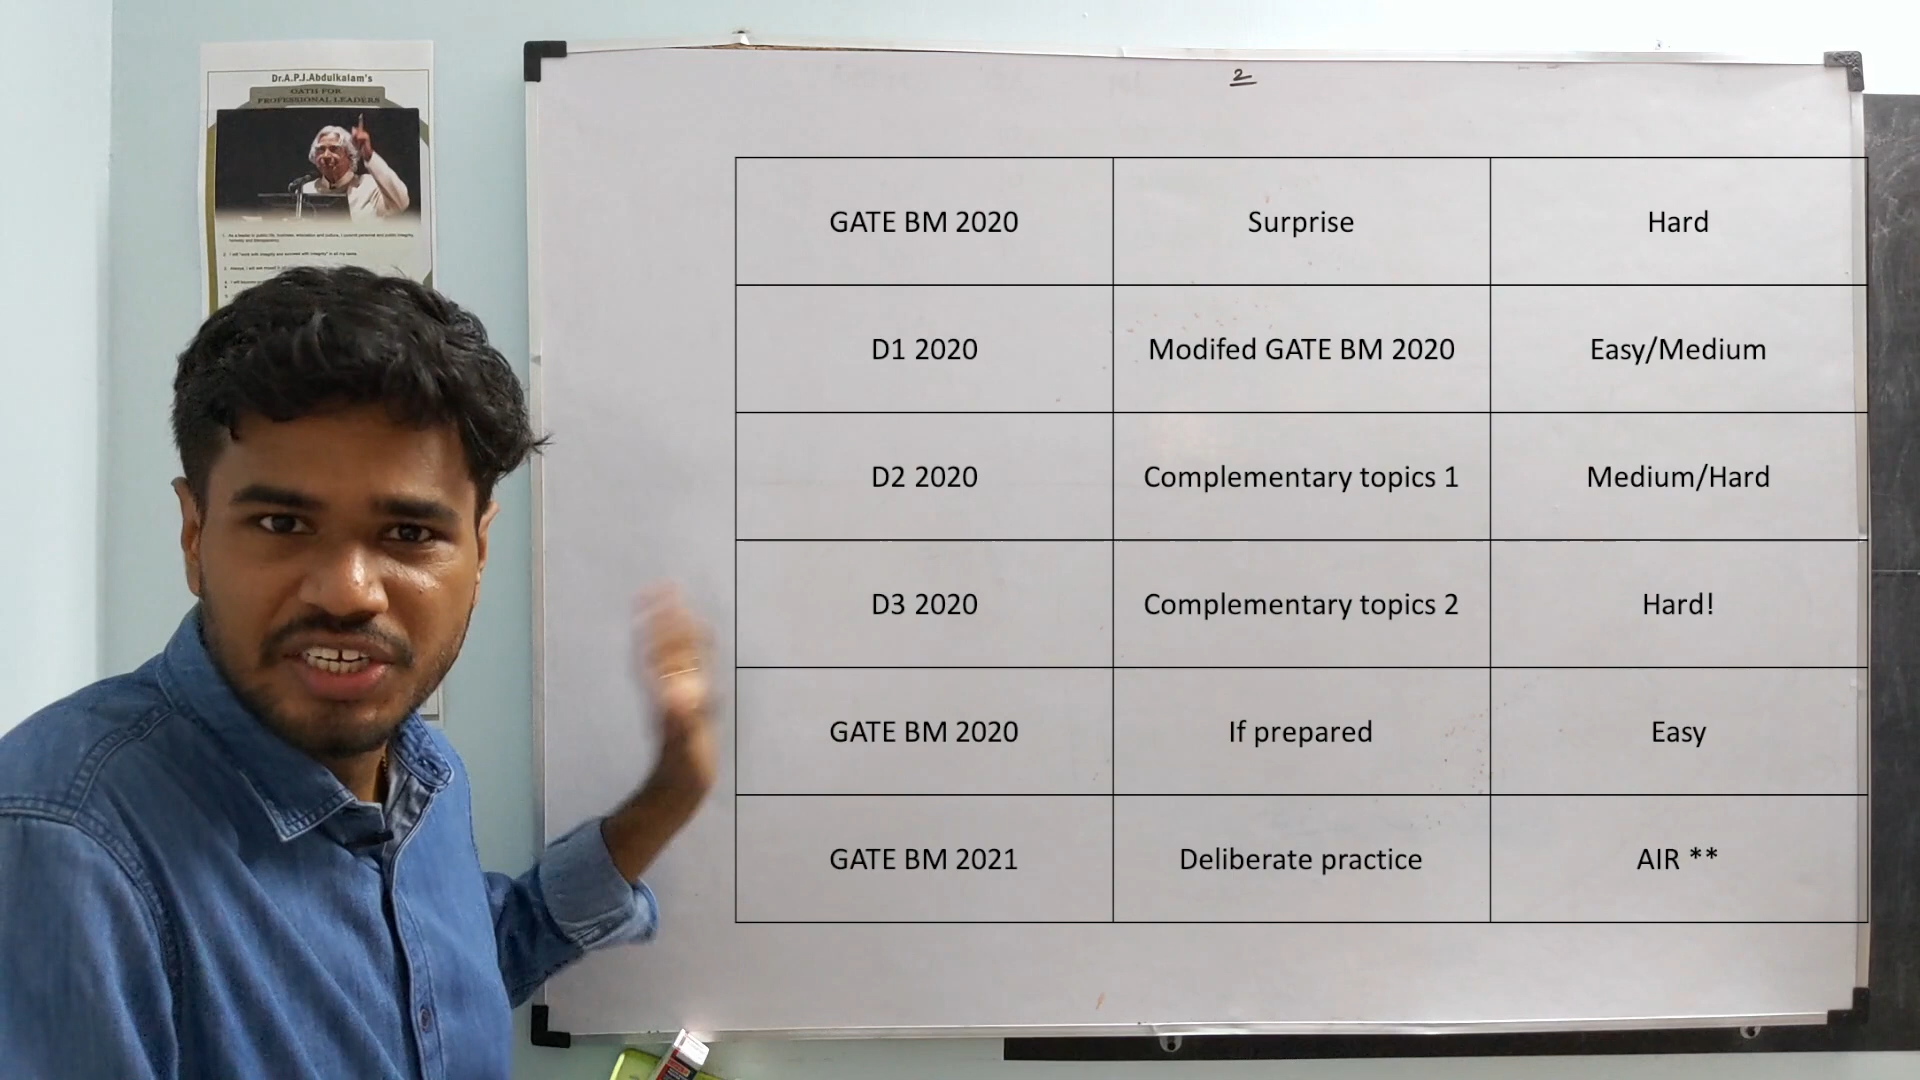 Dr.A.P.J.Abdulkalam's
OATH FOR
PROFESSIONAL LEADERS
2
GATE BM 2020 Surprise Hard
D1 2020 Modifed GATE BM 2020 Easy/Medium
D2 2020 Complementary topics 1 Medium/Hard
D3 2020 Complementary topics 2 Hard!
GATE BM 2020 If prepared Easy
GATE BM 2021 Deliberate practice AIR **